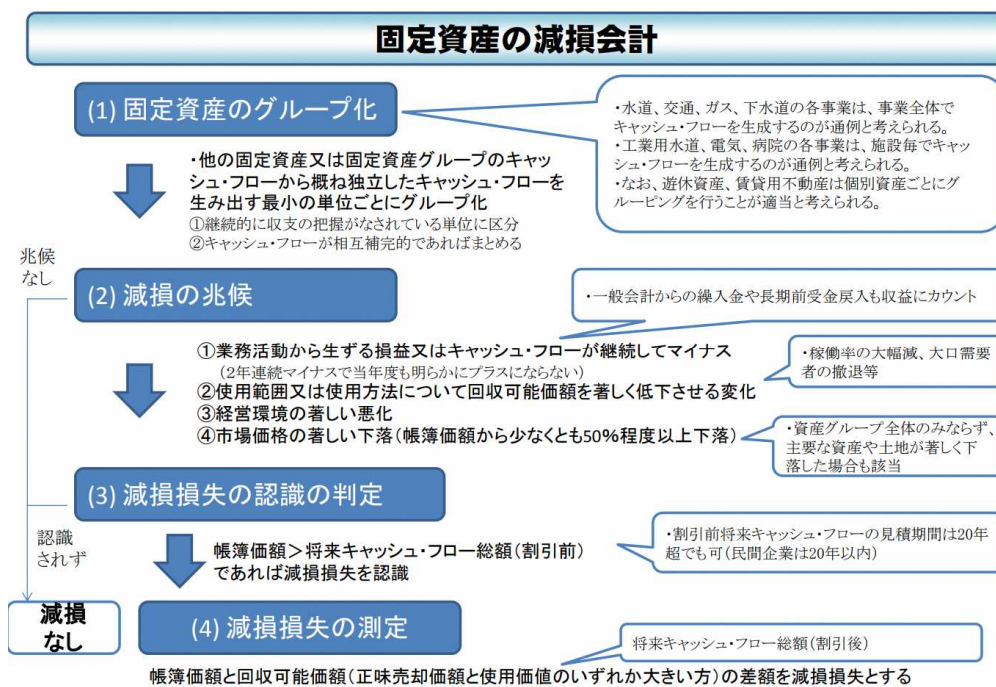 固定資産の減損会計
(1) 固定資産のグループ化
・水道、交通、ガス、下水道の各事業は、事業全体で
キャッシュ・フローを生成するのが通例と考えられる。
・工業用水道、電気、病院の各事業は、施設毎でキャッ
シュ・フローを生成するのが通例と考えられる。
・なお、遊休資産、賃貸用不動産は個別資産ごとにグ
ルーピングを行うことが適当と考えられる。
・他の固定資産又は固定資産グループのキャッ
シュ・フローから概ね独立したキャッシュ・フローを
生み出す最小の単位ごとにグループ化
①継続的に収支の把握がなされている単位に区分
②キャッシュ・フローが相互補完的であればまとめる
兆候
なし
(2) 減損の兆候
・一般会計からの繰入金や長期前受金戻入も収益にカウント
①業務活動から生ずる損益又はキャッシュ・フローが継続してマイナス
(2年連続マイナスで当年度も明らかにプラスにならない)
②使用範囲又は使用方法について回収可能価額を著しく低下させる変化
③経営環境の著しい悪化
④市場価格の著しい下落(帳簿価額から少なくとも50%程度以上下落)
・稼働率の大幅減、大口需要
者の撤退等
・資産グループ全体のみならず、
主要な資産や土地が著しく下
落した場合も該当
(3) 減損損失の認識の判定
認識
されず
帳簿価額>将来キャッシュ・フロー総額(割引前)
であれば減損損失を認識
・割引前将来キャッシュ・フローの見積期間は20年
超でも可(民間企業は20年以内)
減損
なし
(4) 減損損失の測定
将来キャッシュ・フロー総額(割引後)
帳簿価額と回収可能価額(正味売却価額と使用価値のいずれか大きい方)の差額を減損損失とする